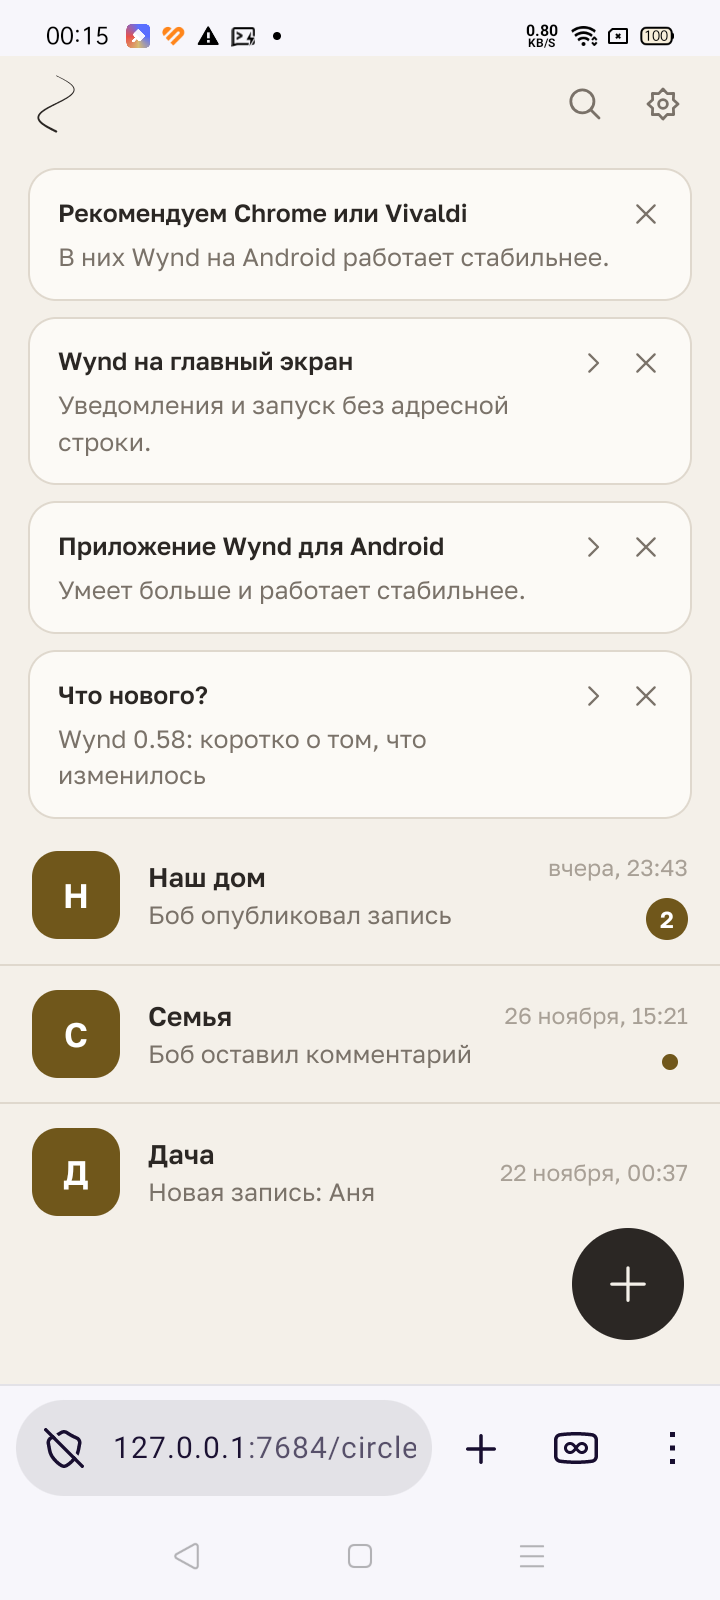 00:15
0.80
KB/S
100
Рекомендуем Chrome или Vivaldi
В них Wynd на Android работает стабильнее.
Wynd на главный экран
Уведомления и запуск без адресной
строки.
Приложение Wynd для Android
Умеет больше и работает стабильнее.
Что нового?
Wynd 0.58: коротко о том, что
изменилось
Н
Наш дом
вчера, 23:43
Боб опубликовал запись
2
С
Семья
26 ноября, 15:21
Боб оставил комментарий
Д
Дача
22 ноября, 00:37
Новая запись: Аня
127.0.0.1:7684/circle